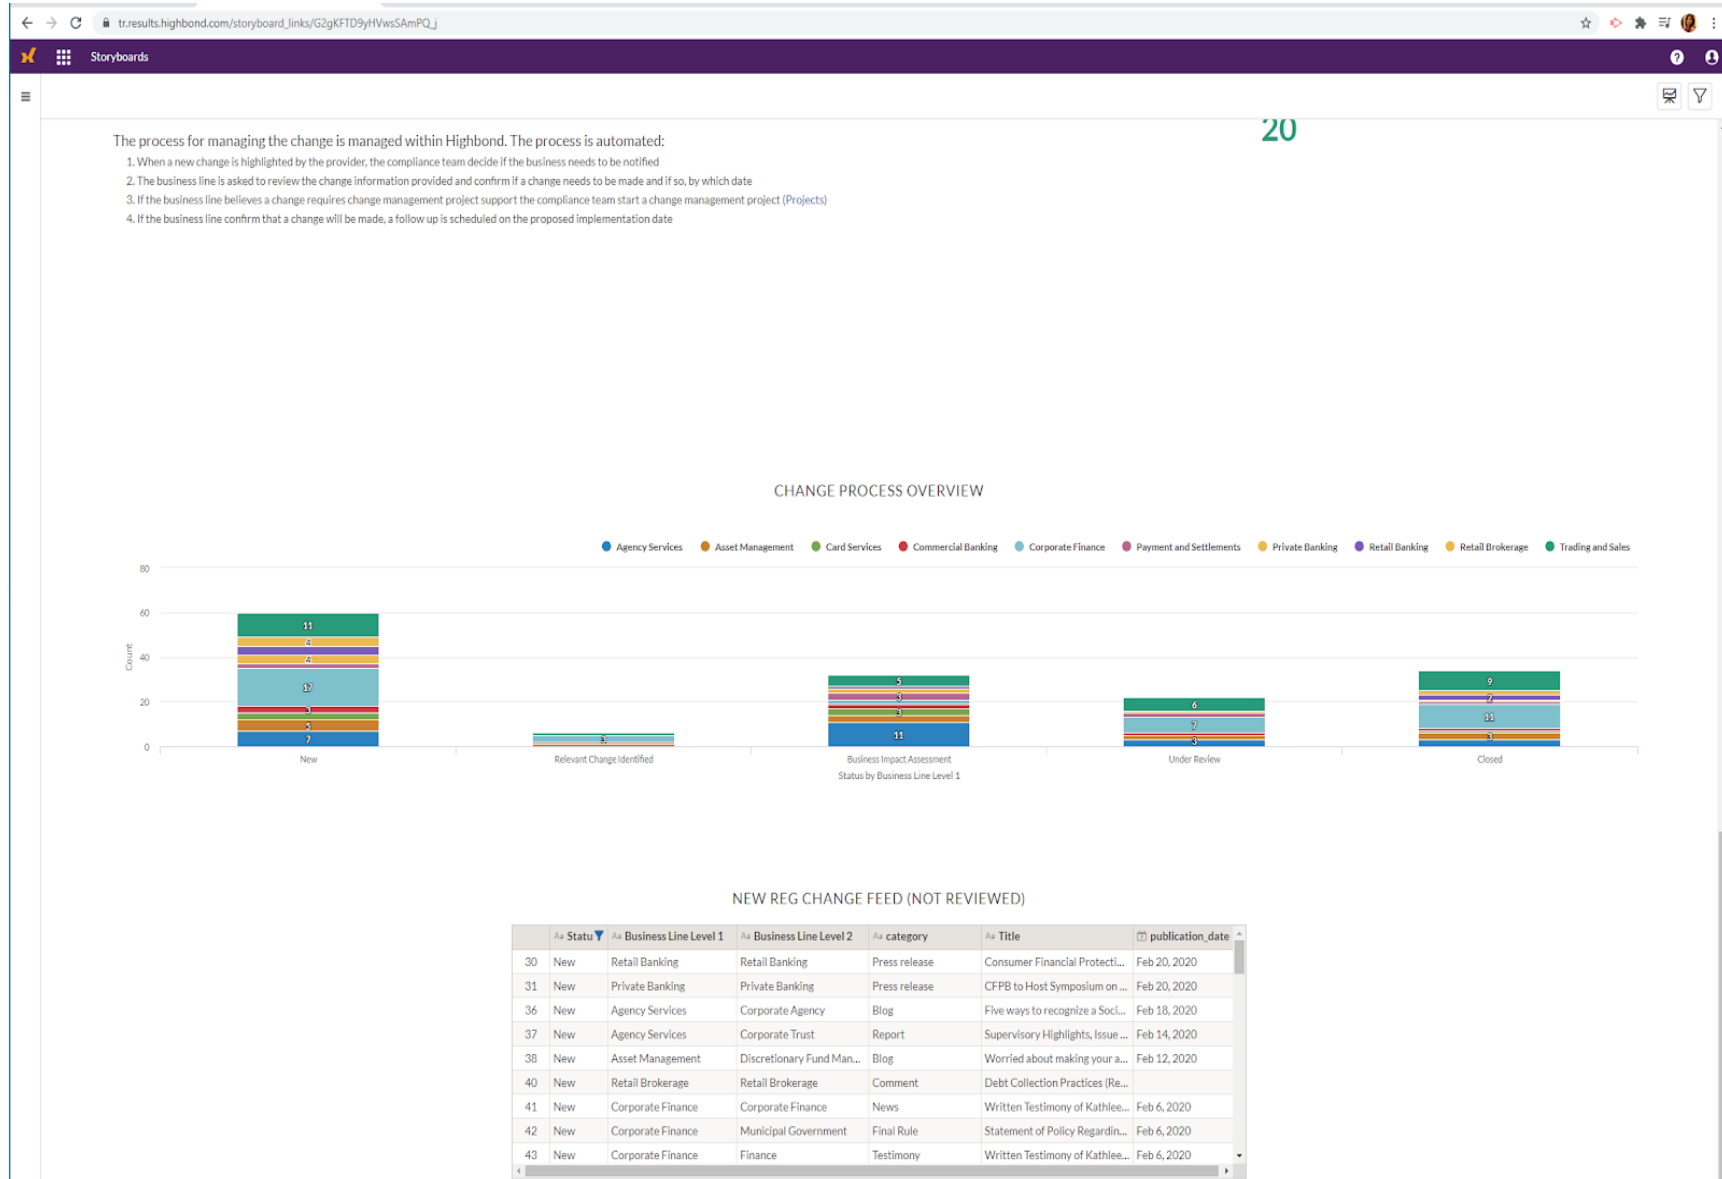 tr.results.highbond.com/storyboard_links/G2gKFTD9yHVwsSAmPQ_j
Storyboards
20
The process for managing the change is managed within Highbond. The process is automated:
1. When a new change is highlighted by the provider, the compliance team decide if the business needs to be notified
2. The business line is asked to review the change information provided and confirm if a change needs to be made and if so, by which date
3. If the business line believes a change requires change management project support the compliance team start a change management project (Projects)
4. If the business line confirm that a change will be made, a follow up is scheduled on the proposed implementation date
CHANGE PROCESS OVERVIEW
Agency Services Asset Management Card Services Commercial Banking Corporate Finance Payment and Settlements Private Banking Retail Banking Retail Brokerage Trading and Sales
Count
80
60
40
20
0
11
4
4
17
3
5
7
3
5
3
3
11
6
7
3
9
2
11
3
New Relevant Change Identified Business Impact Assessment Under Review Closed
Status by Business Line Level 1
NEW REG CHANGE FEED (NOT REVIEWED)
Aa Statu Aa Business Line Level 1 Aa Business Line Level 2 Aa category Aa Title publication_date
30 New Retail Banking Retail Banking Press release Consumer Financial Protecti... Feb 20, 2020
31 New Private Banking Private Banking Press release CFPB to Host Symposium on ... Feb 20, 2020
36 New Agency Services Corporate Agency Blog Five ways to recognize a Soci... Feb 18, 2020
37 New Agency Services Corporate Trust Report Supervisory Highlights, Issue ... Feb 14, 2020
38 New Asset Management Discretionary Fund Man... Blog Worried about making your a... Feb 12, 2020
40 New Retail Brokerage Retail Brokerage Comment Debt Collection Practices (Re...
41 New Corporate Finance Corporate Finance News Written Testimony of Kathlee... Feb 6, 2020
42 New Corporate Finance Municipal Government Final Rule Statement of Policy Regardin... Feb 6, 2020
43 New Corporate Finance Finance Testimony Written Testimony of Kathlee... Feb 6, 2020